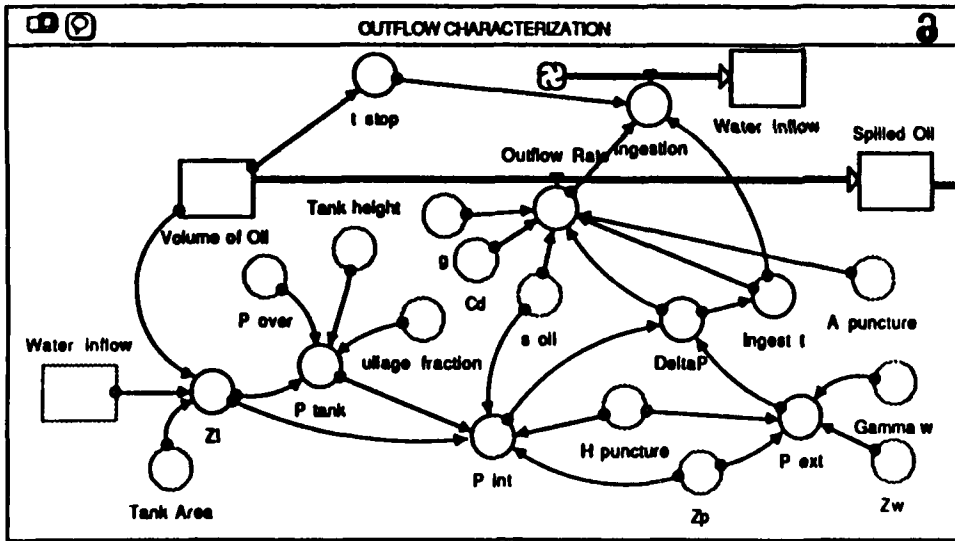 OUTFLOW CHARACTERIZATION
t stop
Water Inflow
Outflow Rate
Ingestion
Spilled Oil
Tank height
Volume of Oil
g
Cd
P over
s oil
A puncture
Ingest t
DeltaP
ullage fraction
Water inflow
P tank
Z1
Gamma w
H puncture
P ext
P int
Zw
Tank Area
Zp